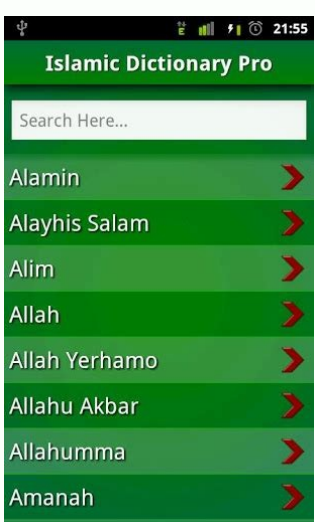 21:55
Islamic Dictionary Pro
Search Here...
Alamin
Alayhis Salam
Alim
Allah
Allah Yerhamo
Allahu Akbar
Allahumma
Amanah